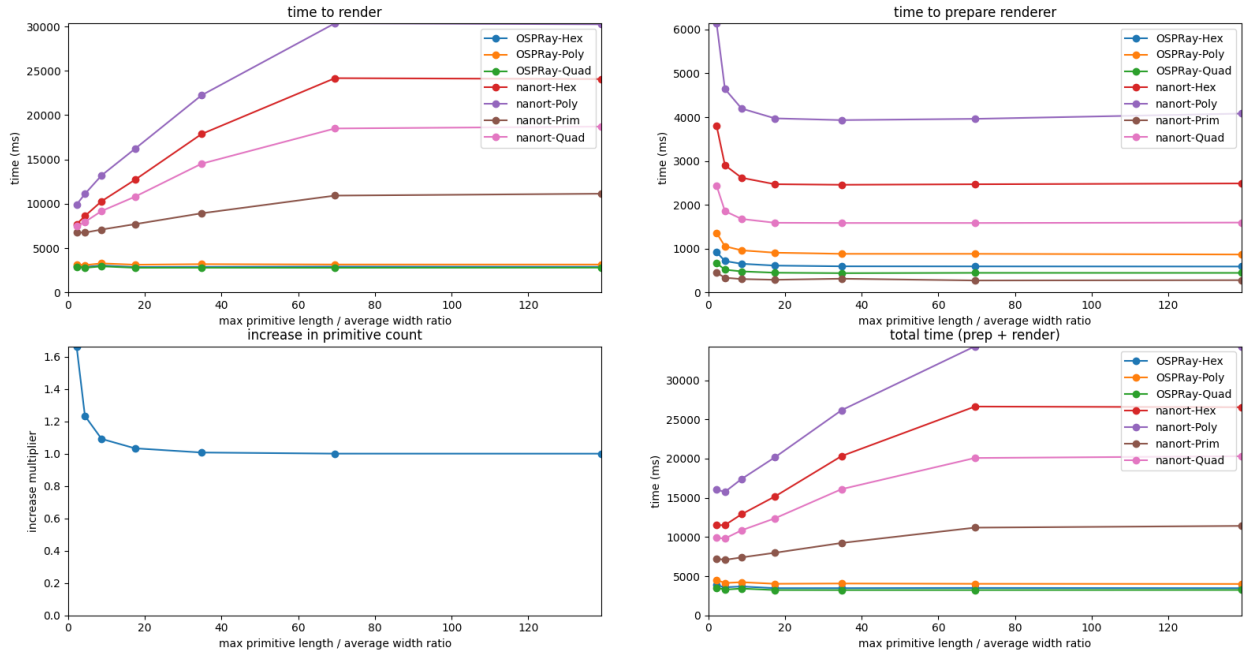 time to render
30000
25000
20000
15000
10000
5000
0
time (ms)
OSPRay-Hex
OSPRay-Poly
OSPRay-Quad
nanort-Hex
nanort-Poly
nanort-Prim
nanort-Quad
0 20 40 60 80 100 120
max primitive length / average width ratio
time to prepare renderer
6000
5000
4000
3000
2000
1000
0
time (ms)
OSPRay-Hex
OSPRay-Poly
OSPRay-Quad
nanort-Hex
nanort-Poly
nanort-Prim
nanort-Quad
0 20 40 60 80 100 120
max primitive length / average width ratio
increase in primitive count
1.6
1.4
1.2
1.0
0.8
0.6
0.4
0.2
0.0
increase multiplier
0 20 40 60 80 100 120
max primitive length / average width ratio
total time (prep + render)
30000
25000
20000
15000
10000
5000
0
time (ms)
OSPRay-Hex
OSPRay-Poly
OSPRay-Quad
nanort-Hex
nanort-Poly
nanort-Prim
nanort-Quad
0 20 40 60 80 100 120
max primitive length / average width ratio